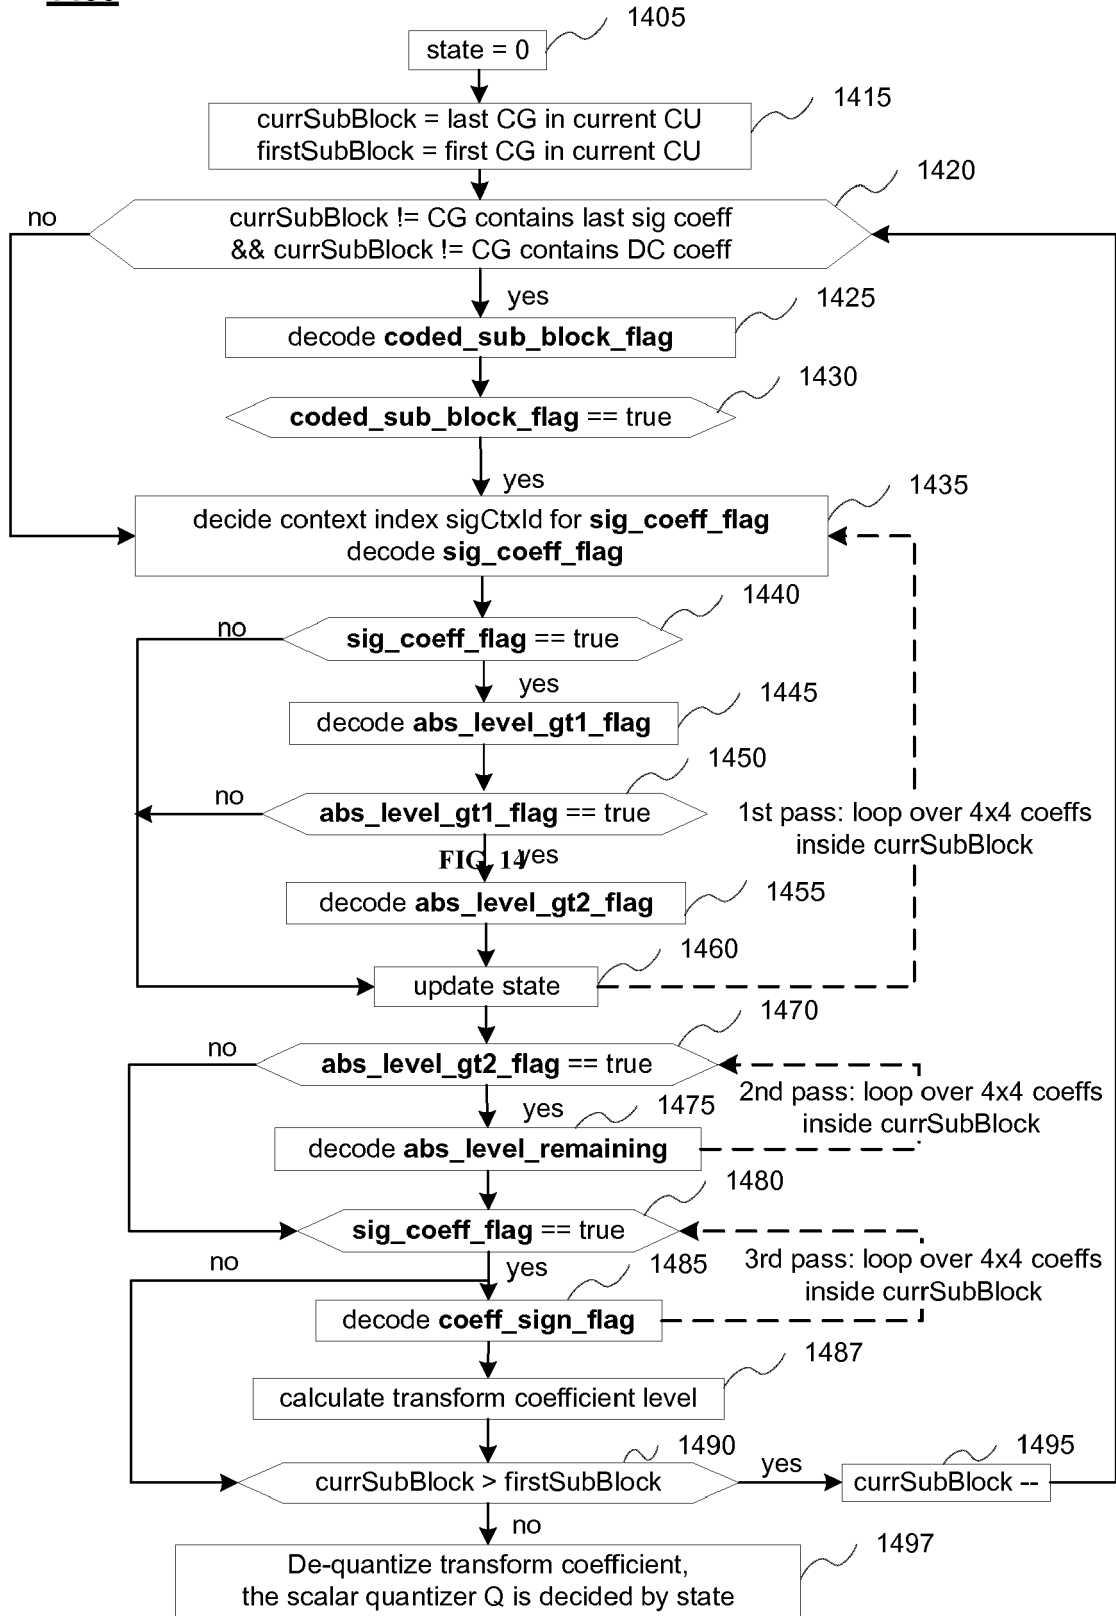 1405
state = 0
1415
currSubBlock = last CG in current CU
firstSubBlock = first CG in current CU
1420
no
currSubBlock != CG contains last sig coeff
&& currSubBlock != CG contains DC coeff
yes
1425
decode coded_sub_block_flag
1430
coded_sub_block_flag == true
yes
1435
decide context index sigCtxId for sig_coeff_flag
decode sig_coeff_flag
1440
no
sig_coeff_flag == true
yes
1445
decode abs_level_gt1_flag
1450
no
abs_level_gt1_flag == true
1st pass: loop over 4x4 coeffs
inside currSubBlock
FIG. 14
yes
1455
decode abs_level_gt2_flag
1460
update state
1470
no
abs_level_gt2_flag == true
2nd pass: loop over 4x4 coeffs
inside currSubBlock
yes
1475
decode abs_level_remaining
1480
sig_coeff_flag == true
3rd pass: loop over 4x4 coeffs
inside currSubBlock
no
yes
1485
decode coeff_sign_flag
1487
calculate transform coefficient level
1490
currSubBlock > firstSubBlock
yes
1495
currSubBlock --
no
1497
De-quantize transform coefficient,
the scalar quantizer Q is decided by state